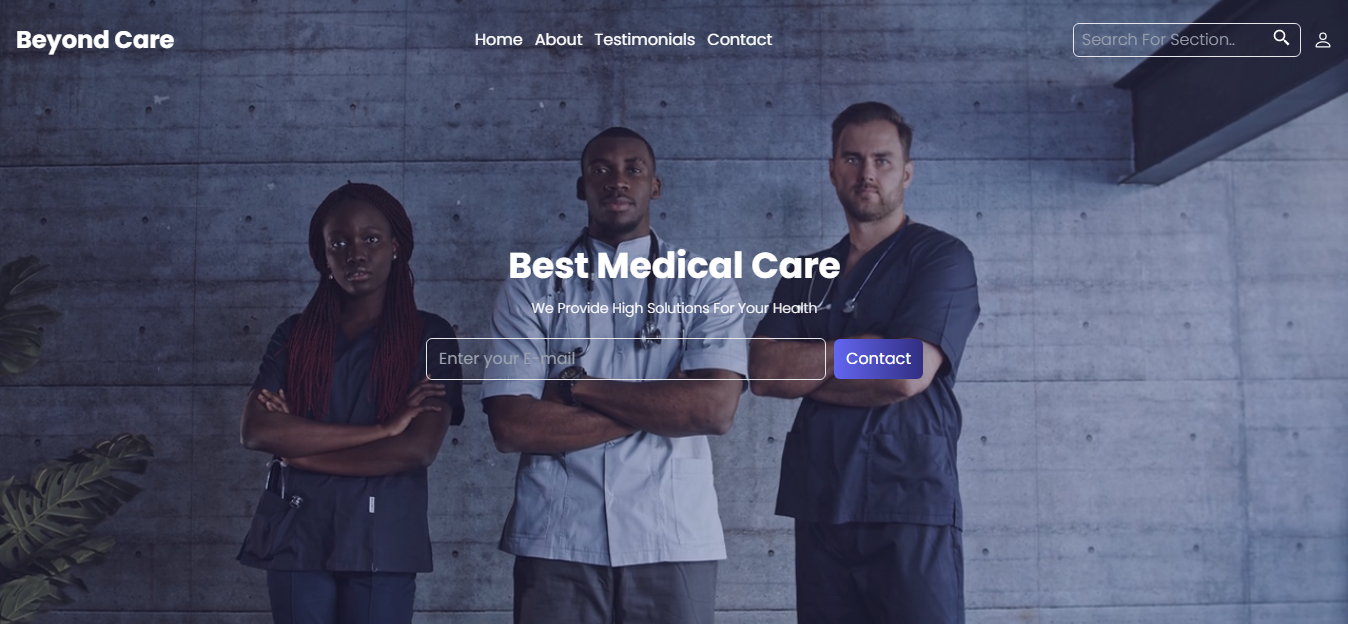 Beyond Care
Home About Testimonials Contact
Search For Section..
Best Medical Care
We Provide High Solutions For Your Health
Enter your E-mail
Contact